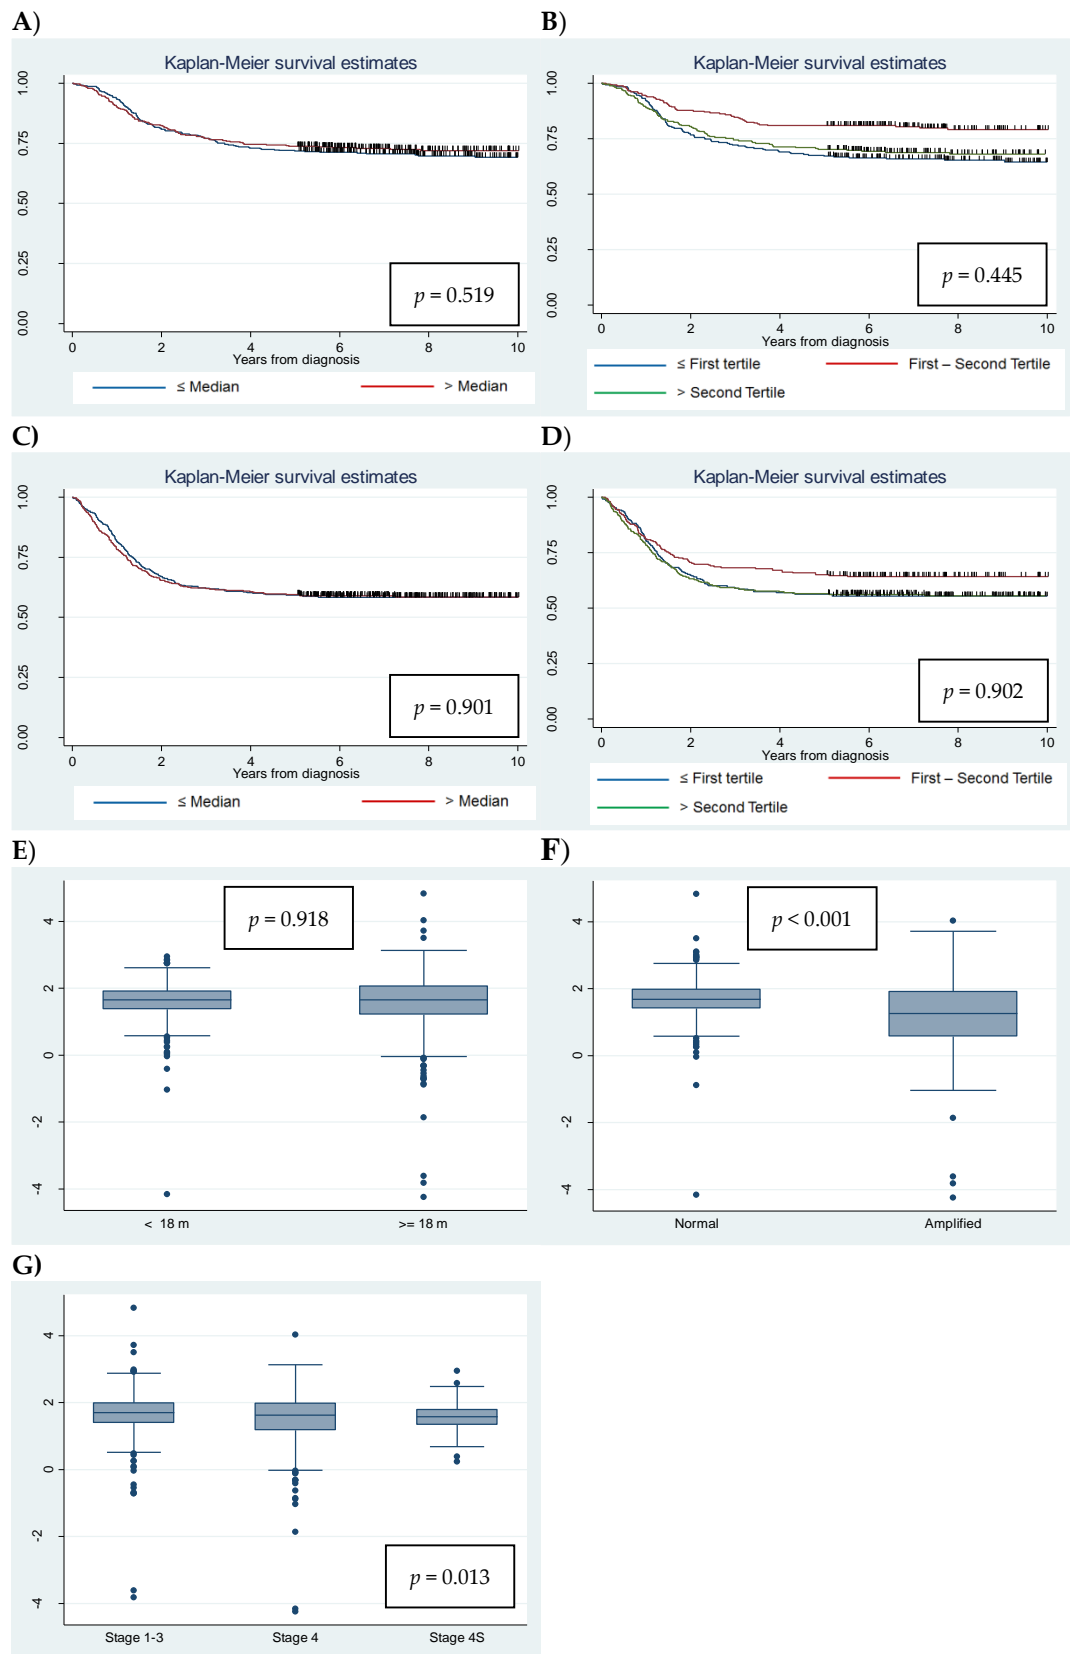 A)
Kaplan-Meier survival estimates
1.00
0.75
0.50
0.25
0.00
p = 0.519
0 2 4 6 8 10
Years from diagnosis
≤ Median > Median
B)
Kaplan-Meier survival estimates
1.00
0.75
0.50
0.25
0.00
p = 0.445
0 2 4 6 8 10
Years from diagnosis
≤ First tertile First – Second Tertile
> Second Tertile
C)
Kaplan-Meier survival estimates
1.00
0.75
0.50
0.25
0.00
p = 0.901
0 2 4 6 8 10
Years from diagnosis
≤ Median > Median
D)
Kaplan-Meier survival estimates
1.00
0.75
0.50
0.25
0.00
p = 0.902
0 2 4 6 8 10
Years from diagnosis
≤ First tertile First – Second Tertile
> Second Tertile
E)
p = 0.918
4
2
0
-2
-4
< 18 m >= 18 m
F)
p < 0.001
4
2
0
-2
-4
Normal Amplified
G)
4
2
0
-2
-4
p = 0.013
Stage 1-3 Stage 4 Stage 4S